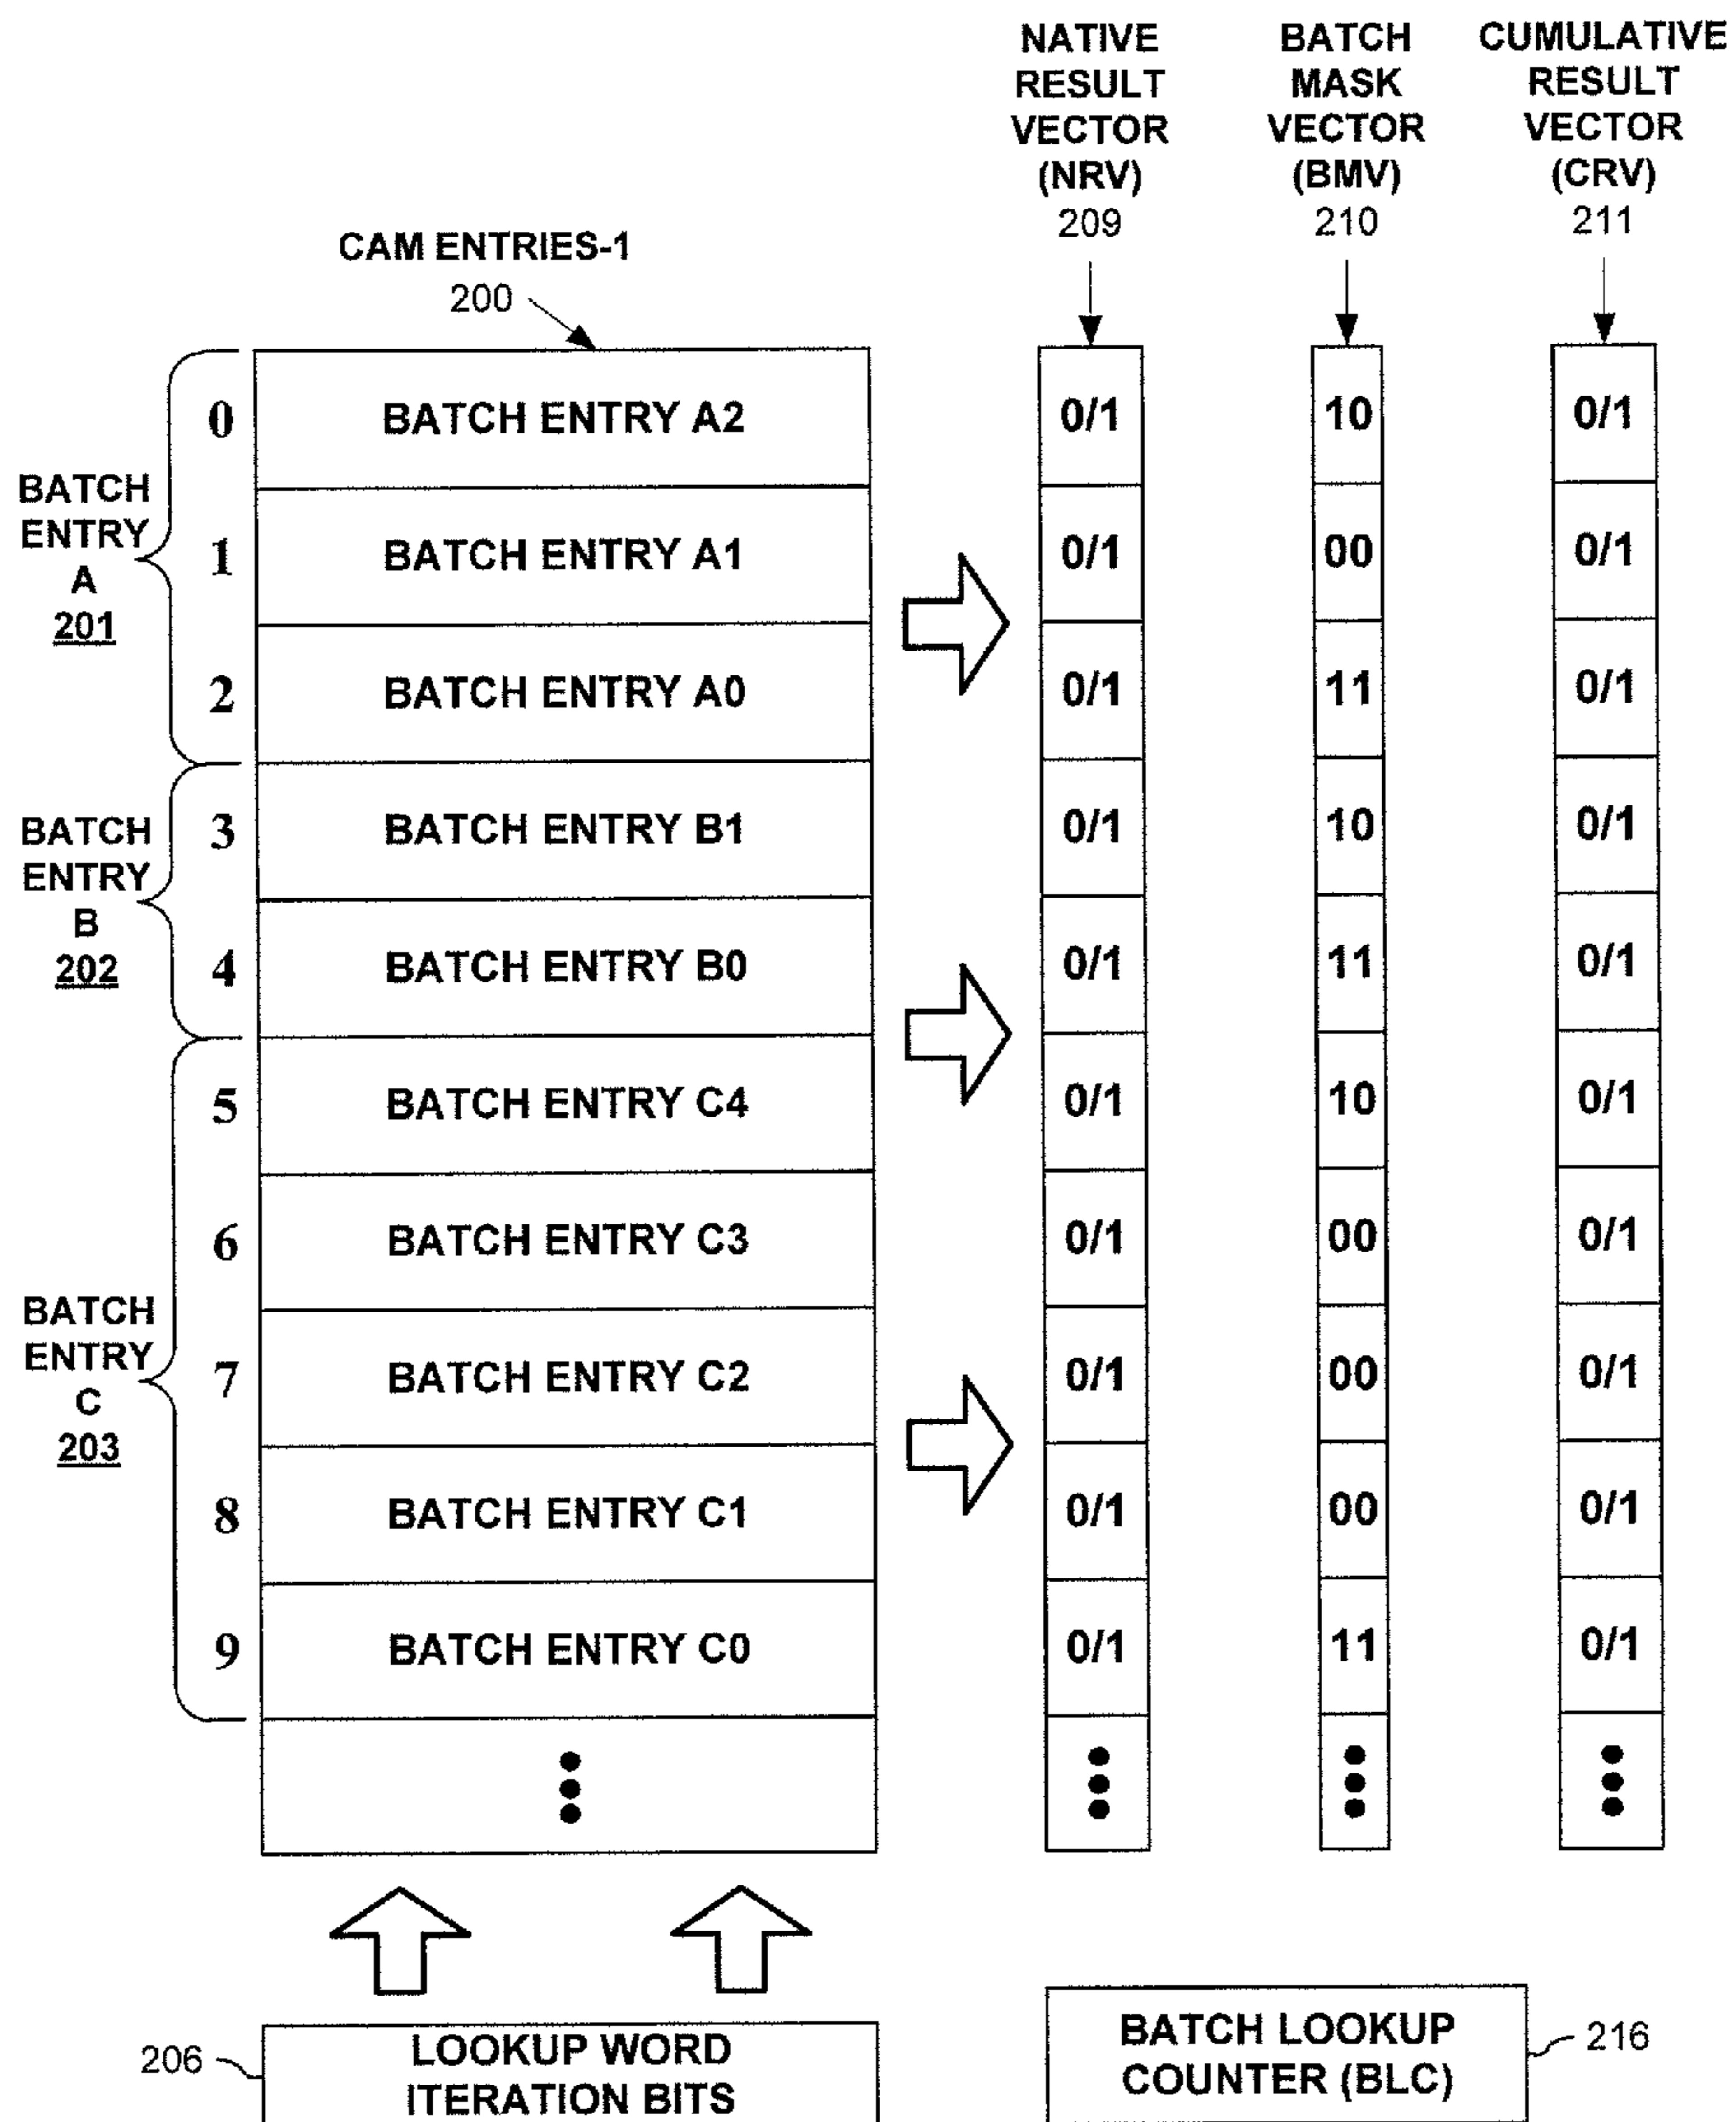 NATIVE
RESULT
VECTOR
(NRV)
209
BATCH
MASK
VECTOR
(BMV)
210
CUMULATIVE
RESULT
VECTOR
(CRV)
211
CAM ENTRIES-1
200
BATCH
ENTRY
A
201
BATCH
ENTRY
B
202
BATCH
ENTRY
C
203
0 BATCH ENTRY A2 0/1 10 0/1
1 BATCH ENTRY A1 0/1 00 0/1
2 BATCH ENTRY A0 0/1 11 0/1
3 BATCH ENTRY B1 0/1 10 0/1
4 BATCH ENTRY B0 0/1 11 0/1
5 BATCH ENTRY C4 0/1 10 0/1
6 BATCH ENTRY C3 0/1 00 0/1
7 BATCH ENTRY C2 0/1 00 0/1
8 BATCH ENTRY C1 0/1 00 0/1
9 BATCH ENTRY C0 0/1 11 0/1
206
LOOKUP WORD
ITERATION BITS
BATCH LOOKUP
COUNTER (BLC)
216